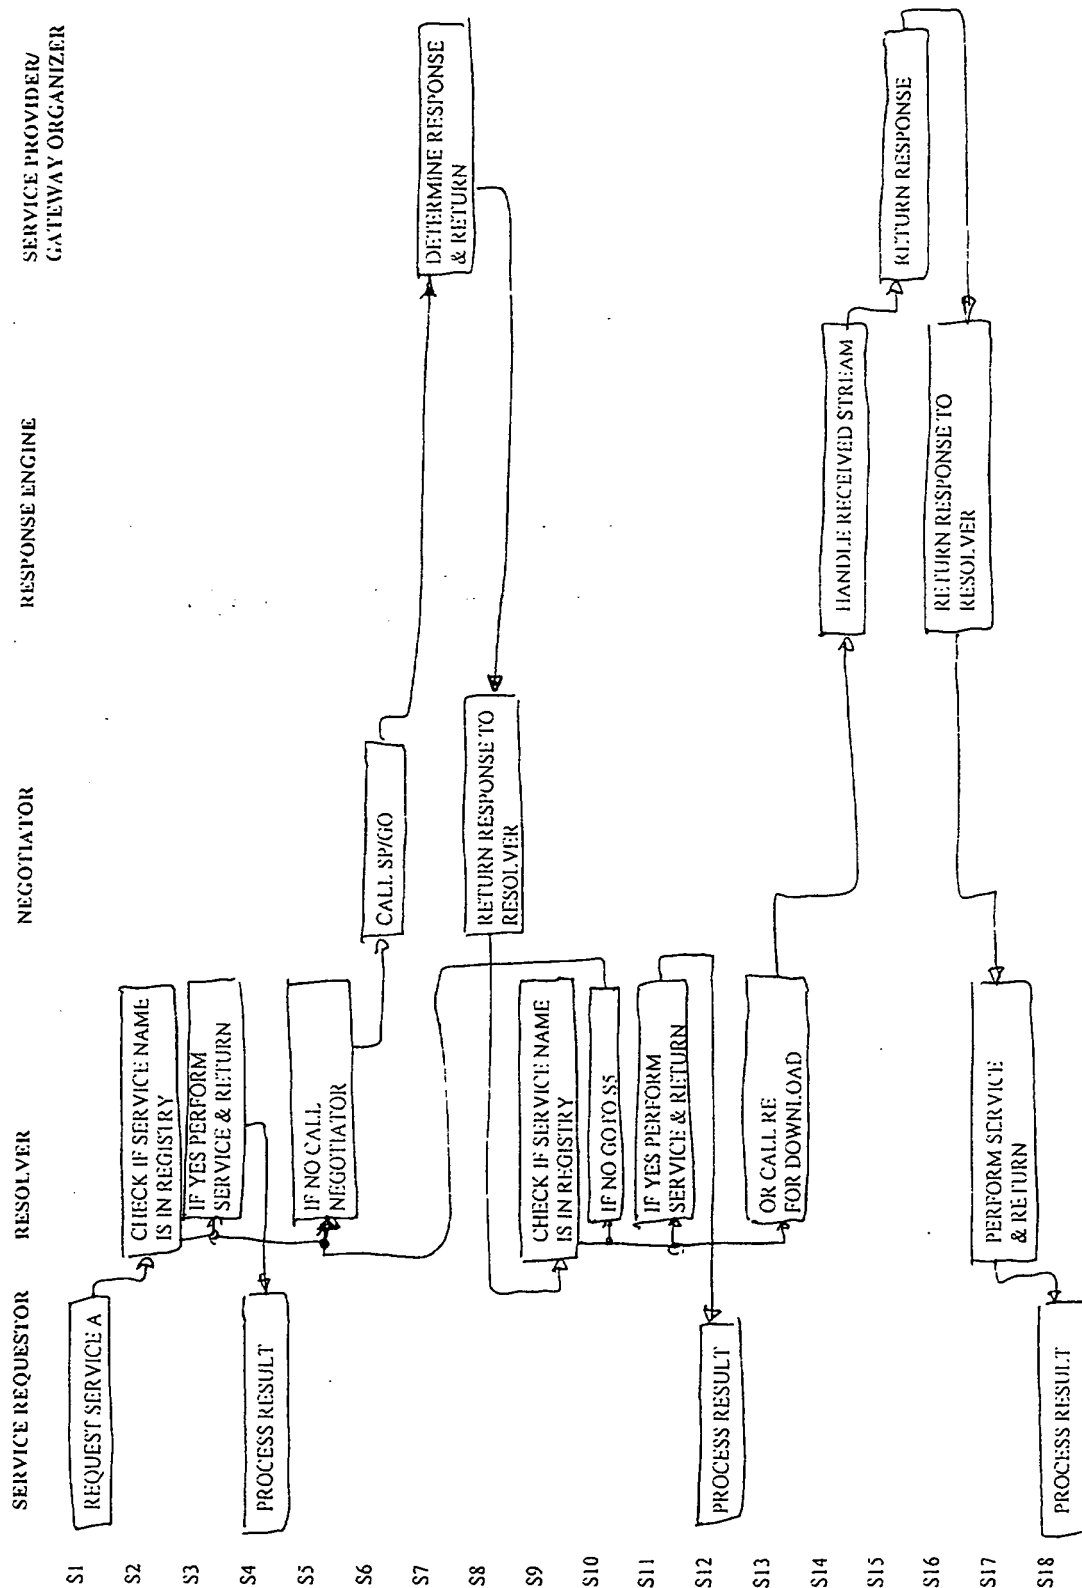 SERVICE REQUESTOR
RESOLVER
NEGOTIATOR
RESPONSE ENGINE
SERVICE PROVIDER/
GATEWAY ORGANIZER
S1
REQUEST SERVICE A
S2
CHECK IF SERVICE NAME
IS IN REGISTRY
S3
IF YES PERFORM
SERVICE & RETURN
S4
PROCESS RESULT
S5
IF NO CALL
NEGOTIATOR
S6
CALL SP/GO
S7
DETERMINE RESPONSE
& RETURN
S8
RETURN RESPONSE TO
RESOLVER
S9
CHECK IF SERVICE NAME
IS IN REGISTRY
S10
IF NO GO TO S5
S11
IF YES PERFORM
SERVICE & RETURN
S12
PROCESS RESULT
S13
OR CALL RE
FOR DOWNLOAD
S14
HANDLE RECEIVED STREAM
S15
RETURN RESPONSE
S16
RETURN RESPONSE TO
RESOLVER
S17
PERFORM SERVICE
& RETURN
S18
PROCESS RESULT